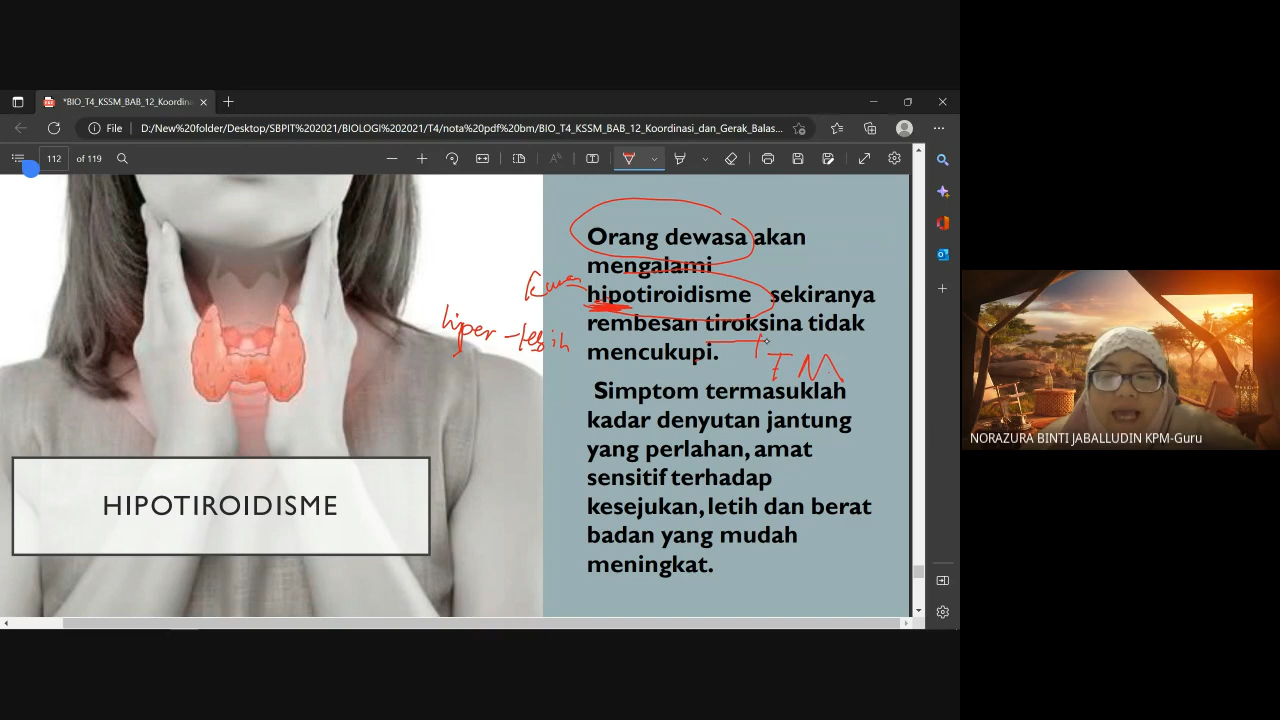 *BIO_T4_KSSM_BAB_12_Koordina
File
D:/New%20folder/Desktop/SBPIT%202021/BIOLOGI%202021/T4/nota%20pdf%20bm/BIO_T4_KSSM_BAB_12_Koordinasi_dan_Gerak_Balas...
112 of 119
Orang dewasa akan
mengalami
hipotiroidisme sekiranya
rembesan tiroksina tidak
mencukupi.
Simptom termasuklah
kadar denyutan jantung
yang perlahan, amat
sensitif terhadap
kesejukan, letih dan berat
badan yang mudah
meningkat.
hiper - lebih
HIPOTIROIDISME
NORAZURA BINTI JABALLUDIN KPM-Guru